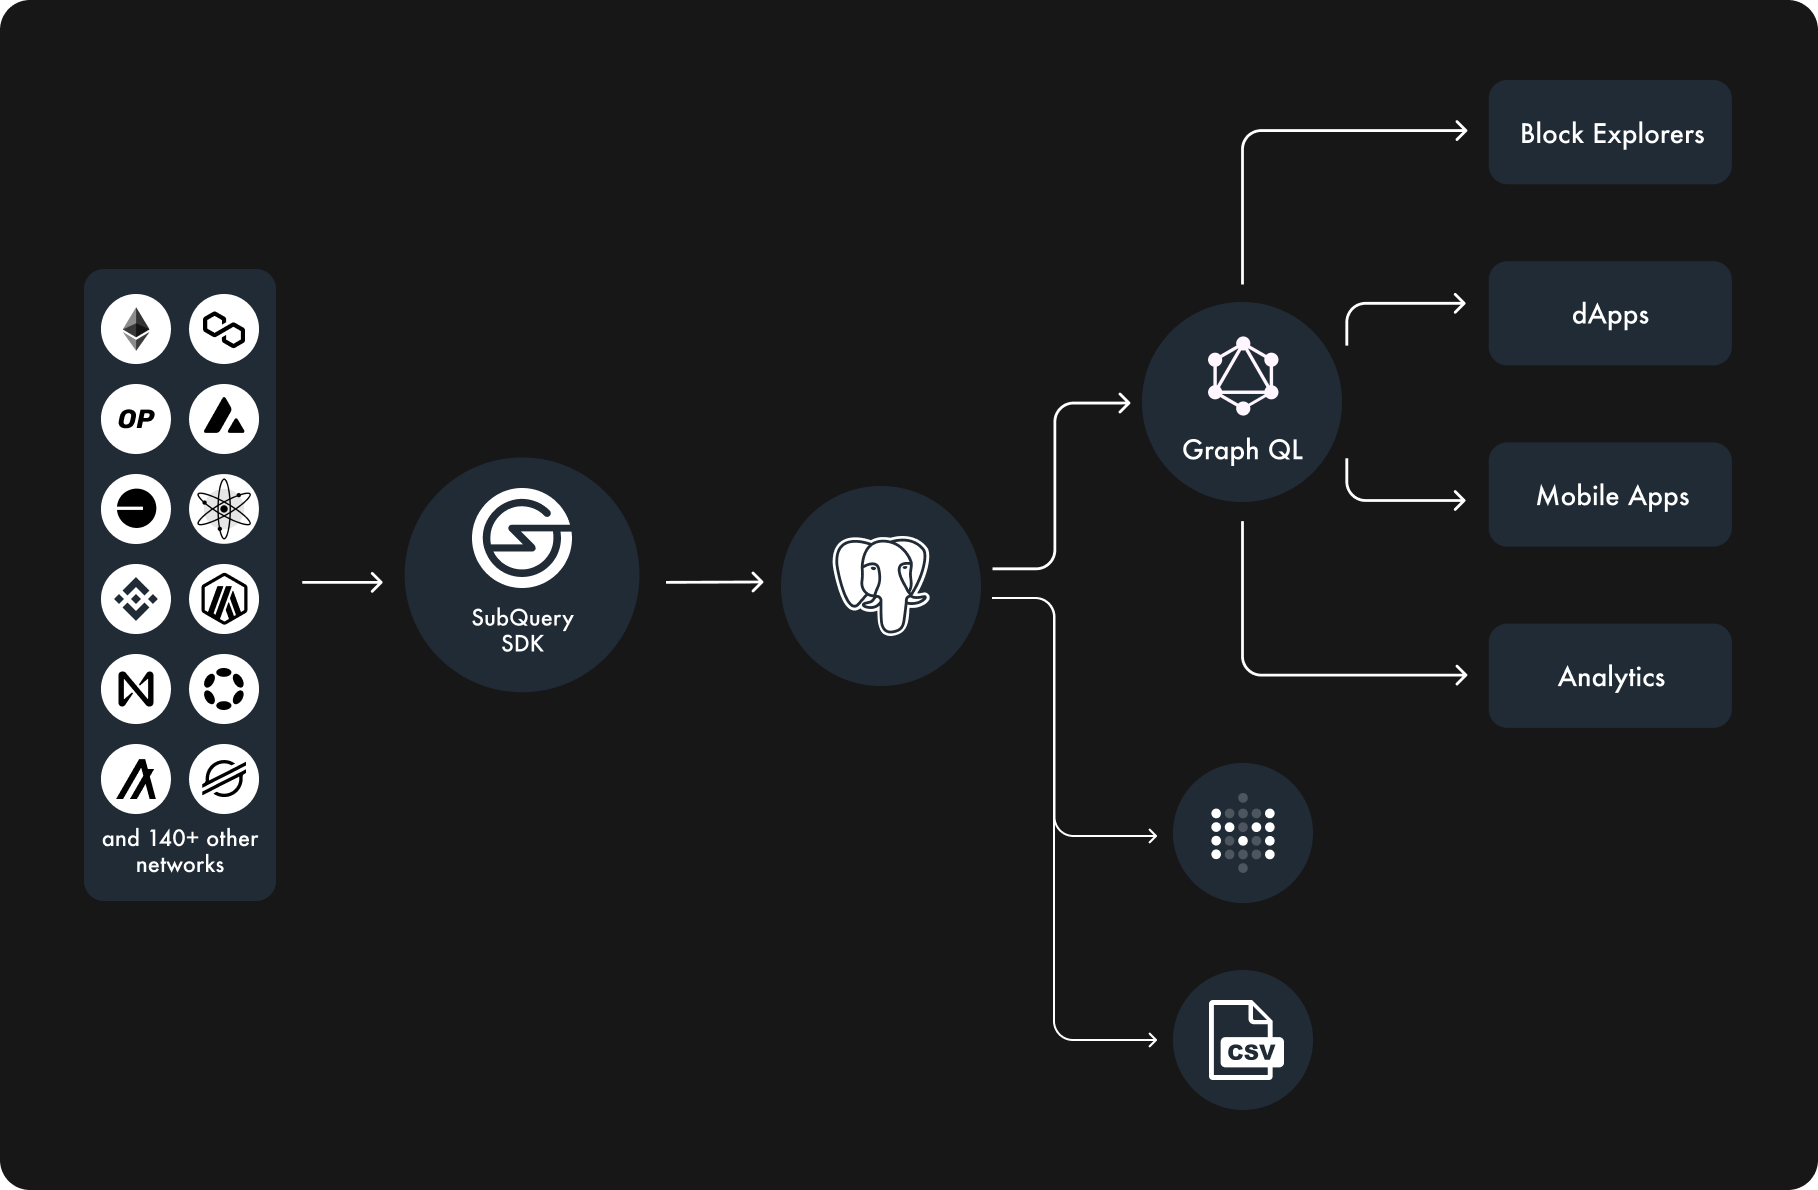 OP
and 140+ other
networks
SubQuery
SDK
Graph QL
Block Explorers
dApps
Mobile Apps
Analytics
CSV